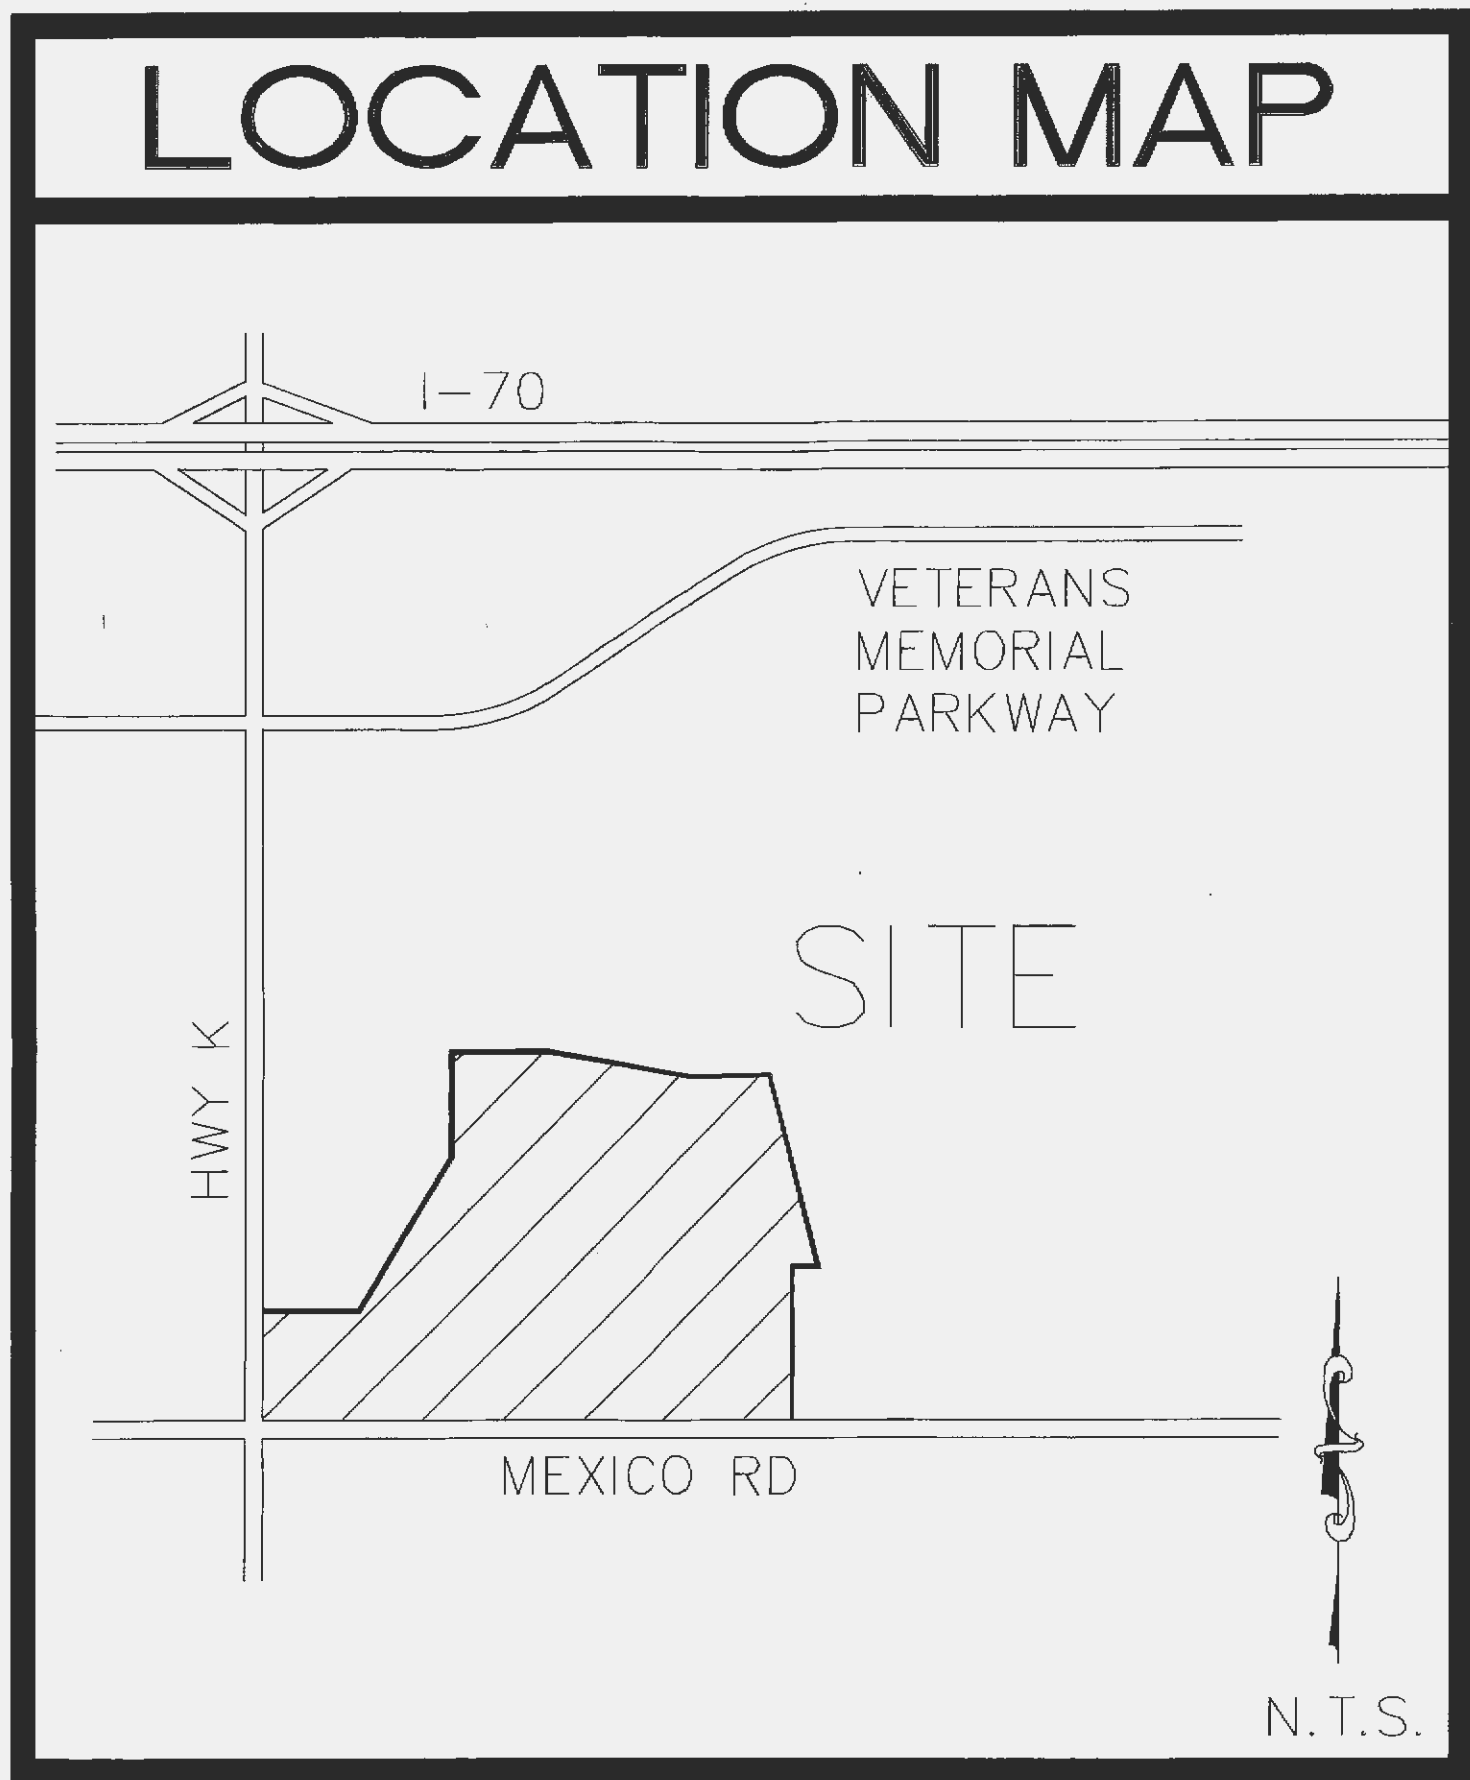 LOCATION MAP
I-70
VETERANS
MEMORIAL
PARKWAY
SITE
HWY K
MEXICO RD
N.T.S.